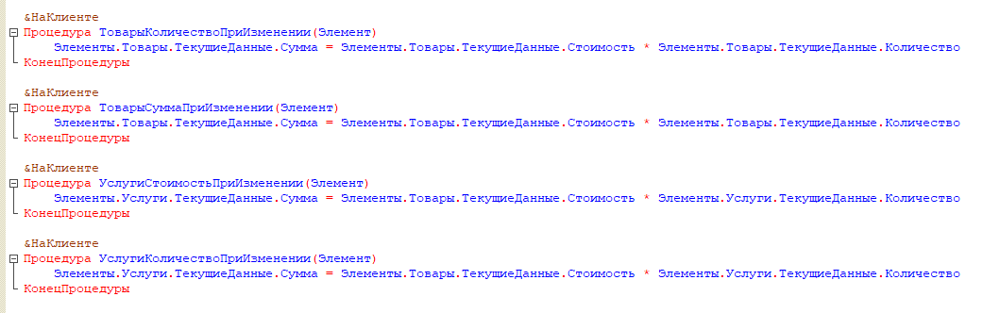 &НаКлиенте
Процедура ТоварыКоличествоПриИзменении(Элемент)
Элементы.Товары.ТекущиеДанные.Сумма = Элементы.Товары.ТекущиеДанные.Стоимость * Элементы.Товары.ТекущиеДанные.Количество
КонецПроцедуры
&НаКлиенте
Процедура ТоварыСуммаПриИзменении(Элемент)
Элементы.Товары.ТекущиеДанные.Сумма = Элементы.Товары.ТекущиеДанные.Стоимость * Элементы.Товары.ТекущиеДанные.Количество
КонецПроцедуры
&НаКлиенте
Процедура УслугиСтоимостьПриИзменении(Элемент)
Элементы.Услуги.ТекущиеДанные.Сумма = Элементы.Товары.ТекущиеДанные.Стоимость * Элементы.Услуги.ТекущиеДанные.Количество
КонецПроцедуры
&НаКлиенте
Процедура УслугиКоличествоПриИзменении(Элемент)
Элементы.Услуги.ТекущиеДанные.Сумма = Элементы.Товары.ТекущиеДанные.Стоимость * Элементы.Услуги.ТекущиеДанные.Количество
КонецПроцедуры